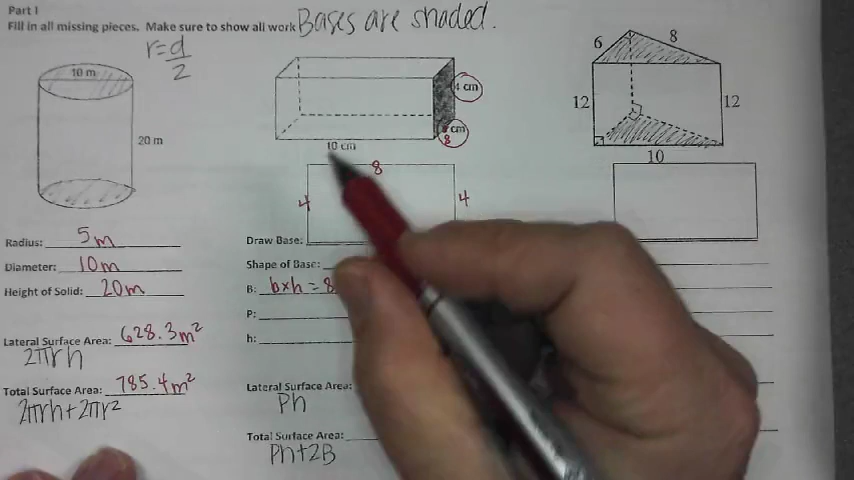 Part I
Fill in all missing pieces. Make sure to show all work Bases are shaded.
r=d/2
10 m
20 m
4 cm
cm
8
10 cm
6
8
12
12
10
8
4
4
Radius: 5m
Diameter: 10m
Height of Solid: 20m
Lateral Surface Area: 628.3m²
2πrh
Total Surface Area: 785.4m²
2πrh+2πr²
Draw Base:
Shape of Base:
B: bxh = 8
P:
h:
Lateral Surface Area:
Ph
Total Surface Area:
Ph+2B